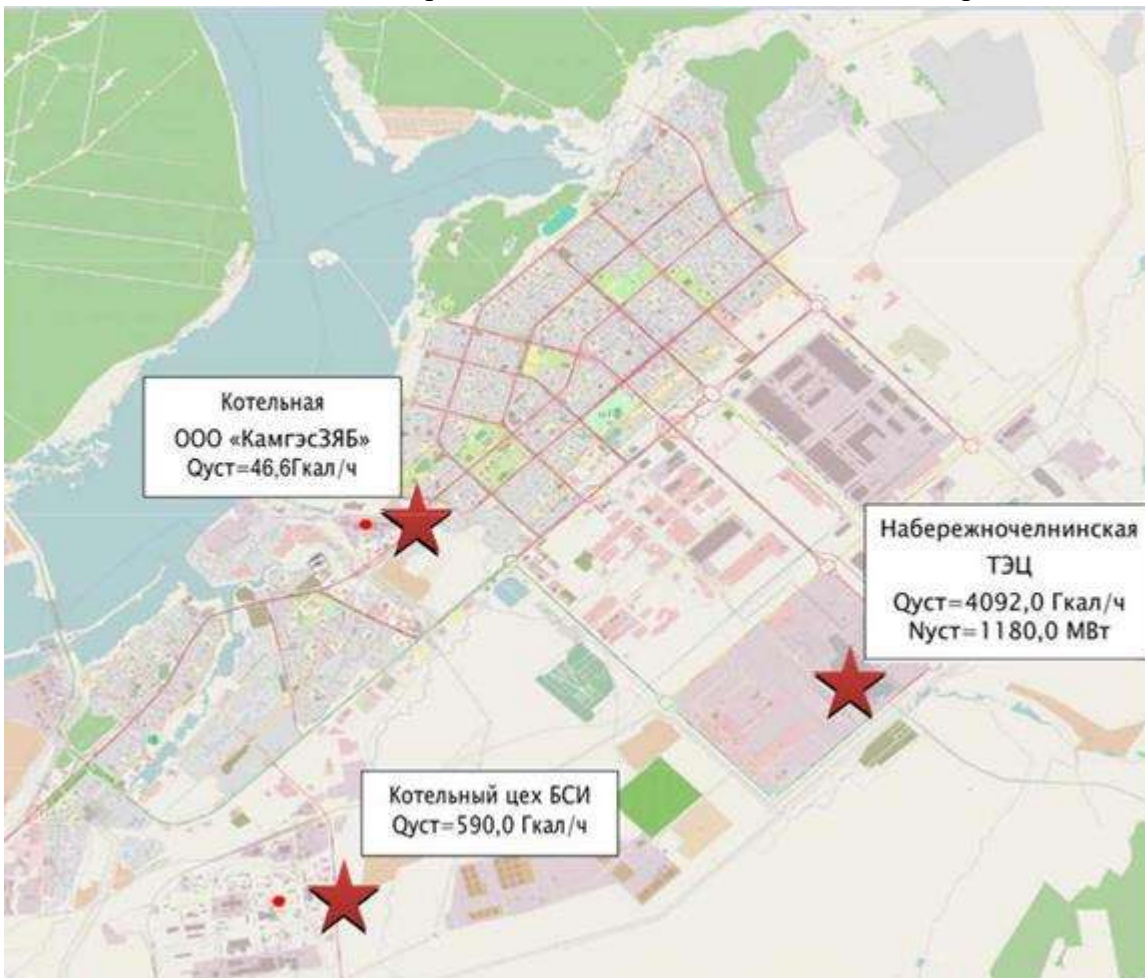 Котельная
ООО «КамгэсЗЯБ»
Qуст=46,6Гкал/ч
Набережночелнинская
ТЭЦ
Qуст=4092,0 Гкал/ч
Nуст=1180,0 МВт
Котельный цех БСИ
Qуст=590,0 Гкал/ч